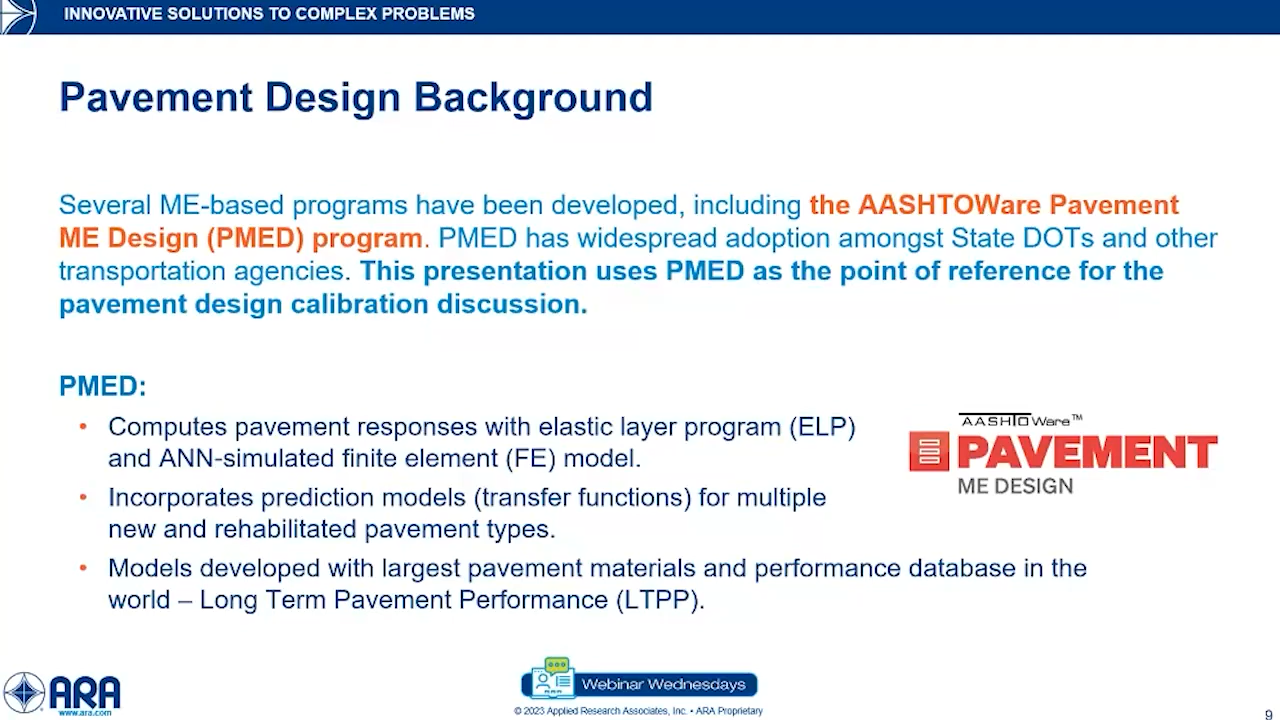 INNOVATIVE SOLUTIONS TO COMPLEX PROBLEMS
Pavement Design Background
Several ME-based programs have been developed, including the AASHTOWare Pavement
ME Design (PMED) program. PMED has widespread adoption amongst State DOTs and other
transportation agencies. This presentation uses PMED as the point of reference for the
pavement design calibration discussion.
PMED:
• Computes pavement responses with elastic layer program (ELP)
and ANN-simulated finite element (FE) model.
• Incorporates prediction models (transfer functions) for multiple
new and rehabilitated pavement types.
• Models developed with largest pavement materials and performance database in the
world – Long Term Pavement Performance (LTPP).
AASHTOWare™
PAVEMENT
ME DESIGN
ARA
www.ara.com
ARA
Webinar Wednesdays
© 2023 Applied Research Associates, Inc. • ARA Proprietary
9